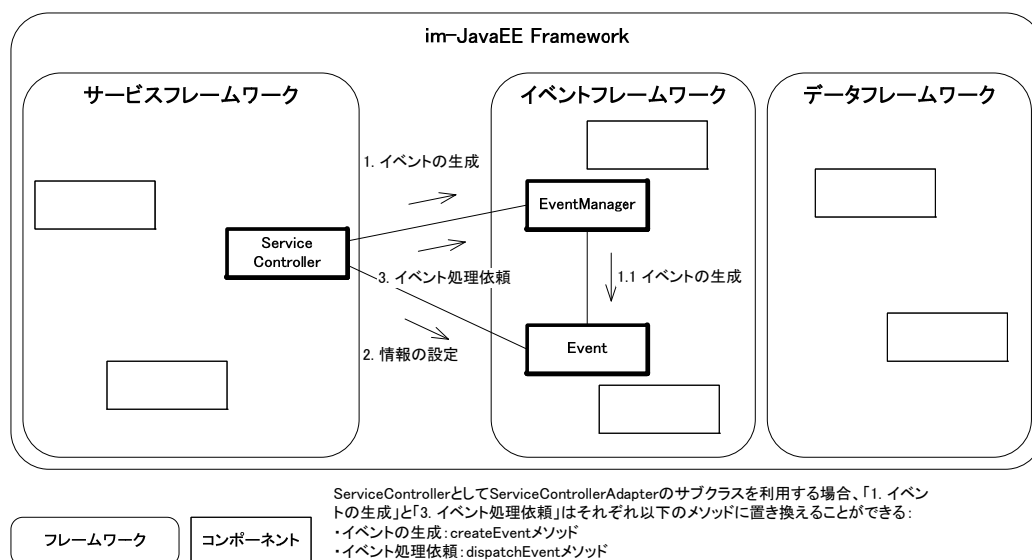 im-JavaEE Framework
サービスフレームワーク
イベントフレームワーク
データフレームワーク
1. イベントの生成
EventManager
Service
Controller
3. イベント処理依頼
1.1 イベントの生成
Event
2. 情報の設定
ServiceControllerとしてServiceControllerAdapterのサブクラスを利用する場合、「1. イベン
トの生成」と「3. イベント処理依頼」はそれぞれ以下のメソッドに置き換えることができる:
・イベントの生成:createEventメソッド
・イベント処理依頼:dispatchEventメソッド
フレームワーク
コンポーネント